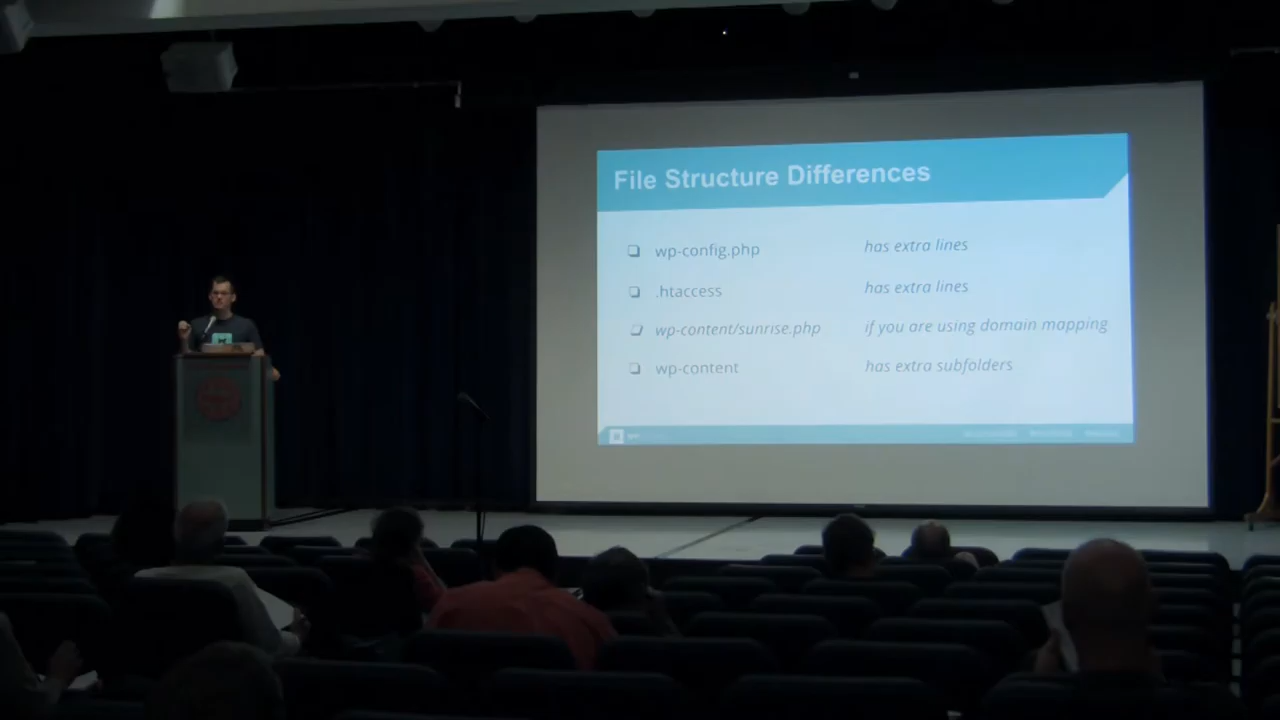 File Structure Differences
wp-config.php has extra lines
.htaccess has extra lines
wp-content/sunrise.php if you are using domain mapping
wp-content has extra subfolders